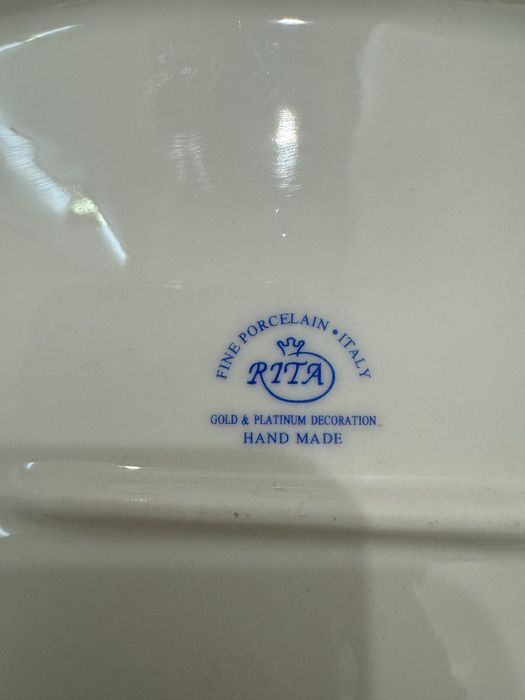 FINE PORCELAIN • ITALY
RITA
GOLD & PLATINUM DECORATION
HAND MADE